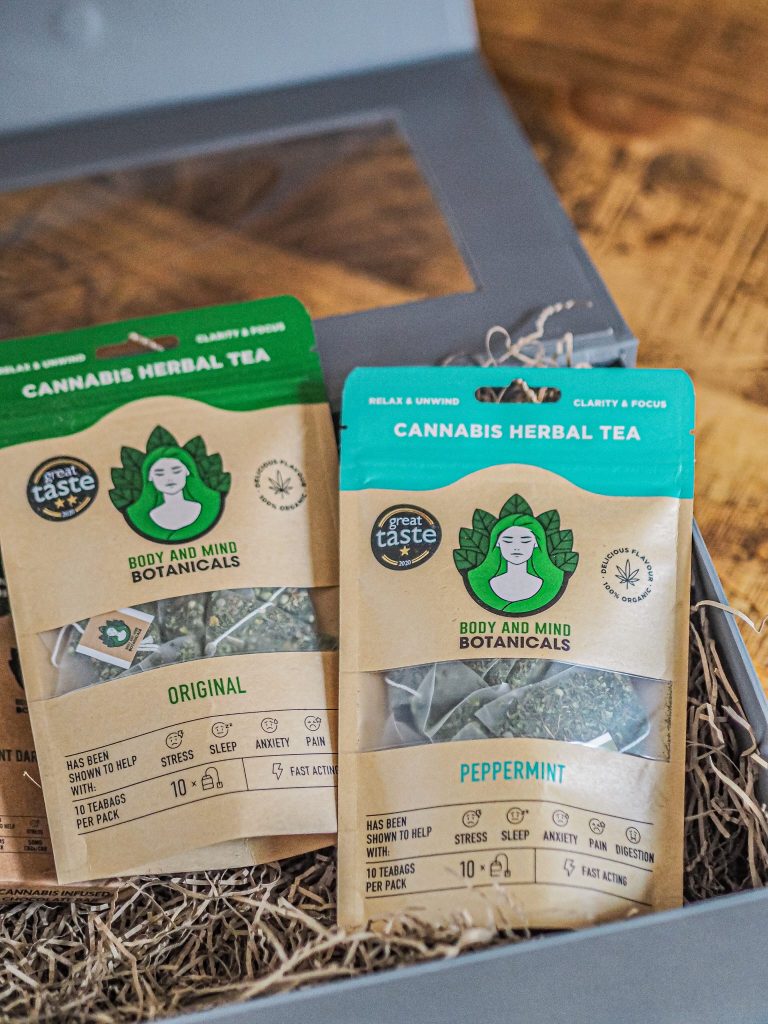 RELAX & UNWIND
CLARITY & FOCUS
CANNABIS HERBAL TEA
great
taste
2020
DELICIOUS FLAVOUR
100% ORGANIC
BODY AND MIND
BOTANICALS
ORIGINAL
HAS BEEN
SHOWN TO HELP
WITH:
STRESS
SLEEP
ANXIETY
PAIN
10 TEABAGS
PER PACK
10 x
FAST ACTING
RELAX & UNWIND
CLARITY & FOCUS
CANNABIS HERBAL TEA
great
taste
2020
DELICIOUS FLAVOUR
100% ORGANIC
BODY AND MIND
BOTANICALS
PEPPERMINT
HAS BEEN
SHOWN TO HELP
WITH:
STRESS
SLEEP
ANXIETY
PAIN
DIGESTION
10 TEABAGS
PER PACK
10 x
FAST ACTING
CANNABIS INFUSED